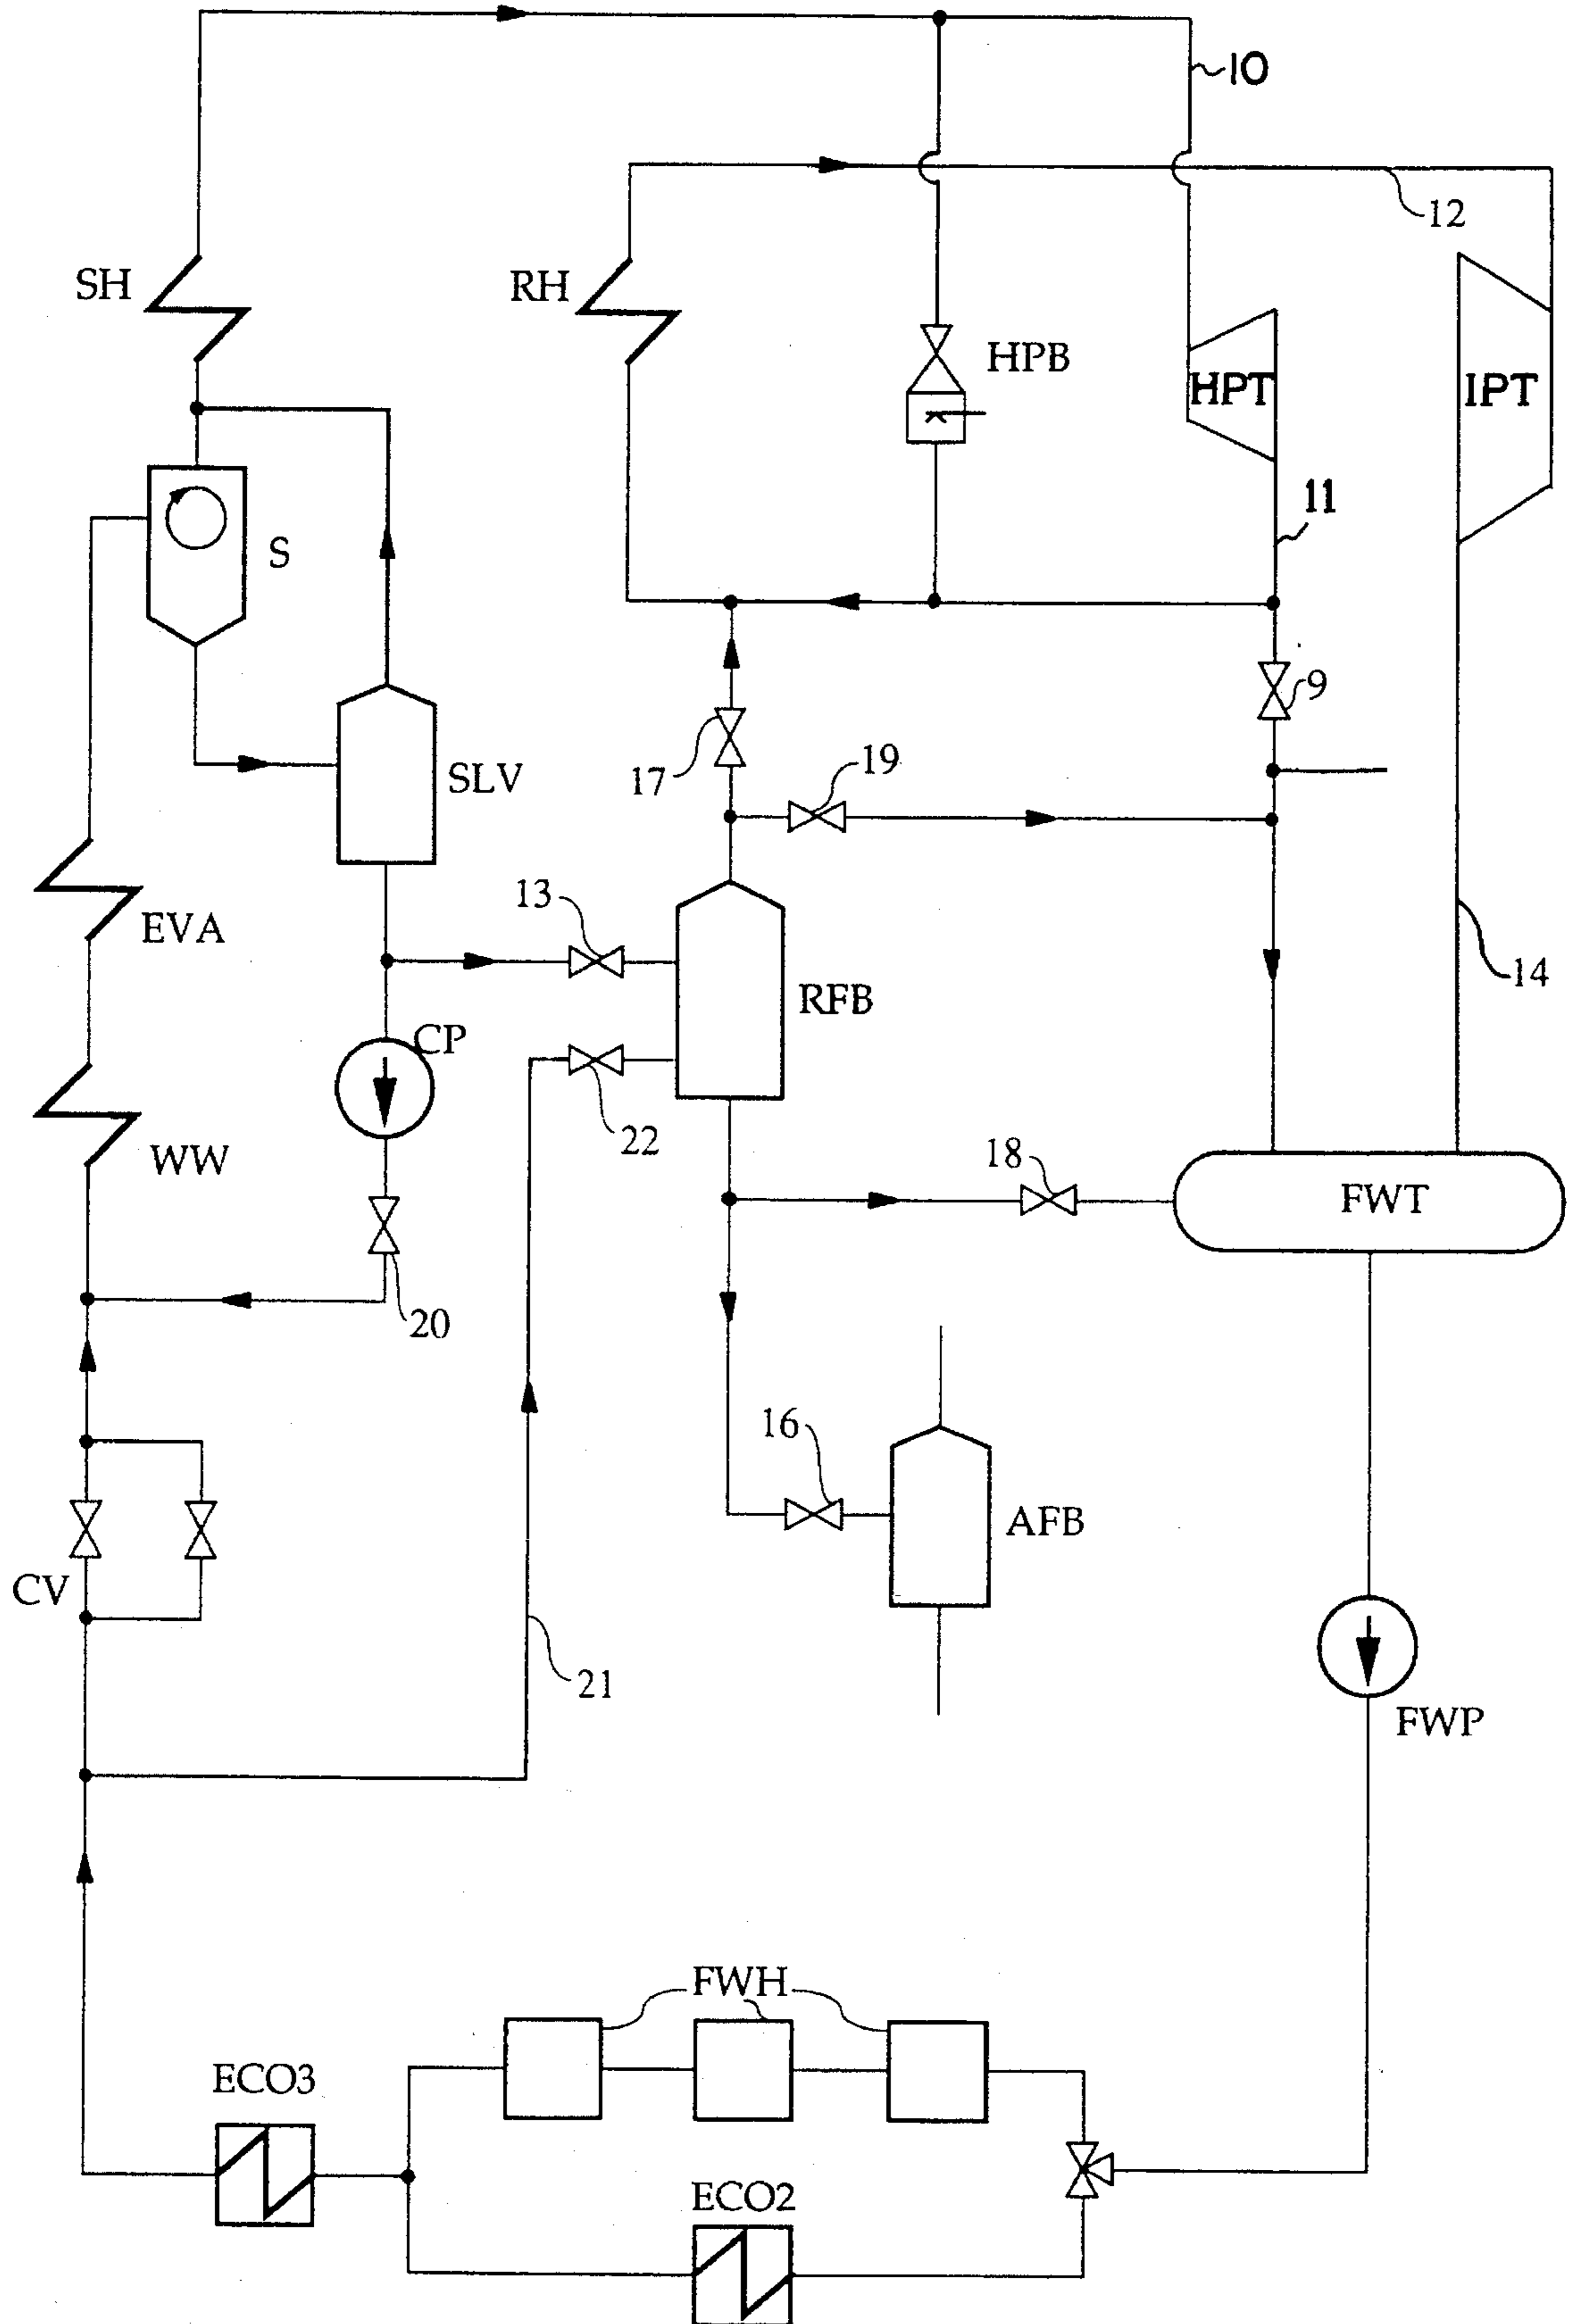 10
12
SH
RH
HPB
HPT
IPT
11
S
9
SLV
17
19
13
EVA
RFB
14
CP
22
WW
18
FWT
20
16
AFB
CV
21
FWP
FWH
ECO3
ECO2